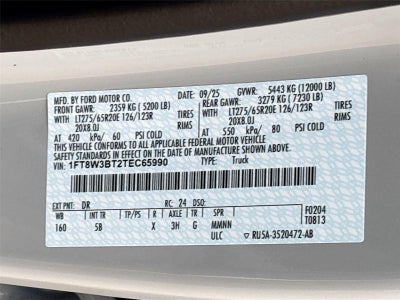 MFD. BY FORD MOTOR CO.
DATE: 09/25 GVWR: 5443 KG (12000 LB)
FRONT GAWR: 2359 KG (5200 LB) REAR GAWR: 3279 KG (7230 LB)
LT275/65R20E 126/123R LT275/65R20E 126/123R
20X8.0J 20X8.0J
AT 420 kPa/ 60 PSI COLD AT 550 kPa/ 80 PSI COLD
THIS VEHICLE CONFORMS TO ALL APPLICABLE FEDERAL MOTOR VEHICLE
SAFETY STANDARDS IN EFFECT ON THE DATE OF MANUFACTURE SHOWN ABOVE.
VIN: 1FT8W3BT2TEC65990 TYPE: Truck
EXT PNT: DR RC: 24 DSO: F0204
WB INT TR TP/PS R AXLE TR SPR T0813
160 5B X 3H G MMNN
ULC RU5A-3520472-AB